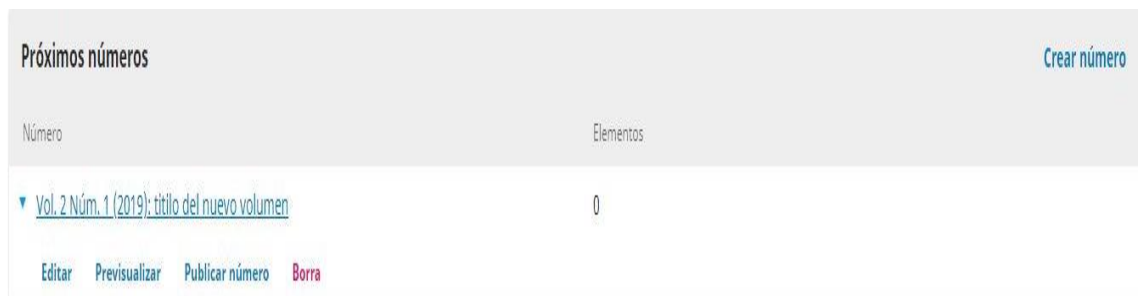 Próximos números
Crear número
Número
Elementos
Vol. 2 Núm. 1 (2019): titilo del nuevo volumen
0
Editar Previsualizar Publicar número Borra